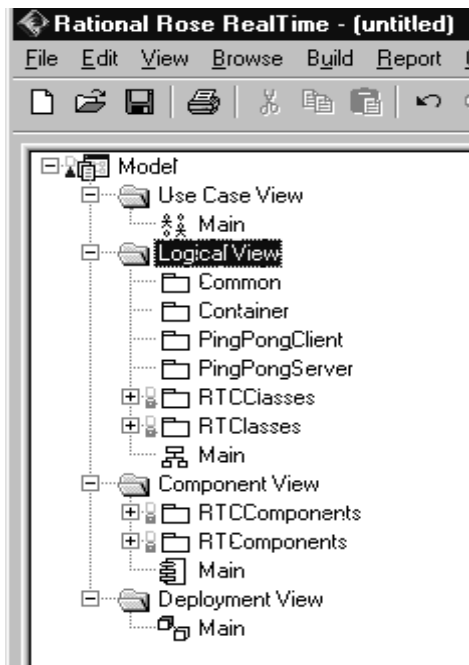 Rational Rose RealTime - (untitled)
File Edit View Browse Build Report
Model
Use Case View
Main
Logical View
Common
Container
PingPongClient
PingPongServer
RTCClasses
RTClasses
Main
Component View
RTCComponents
RTComponents
Main
Deployment View
Main